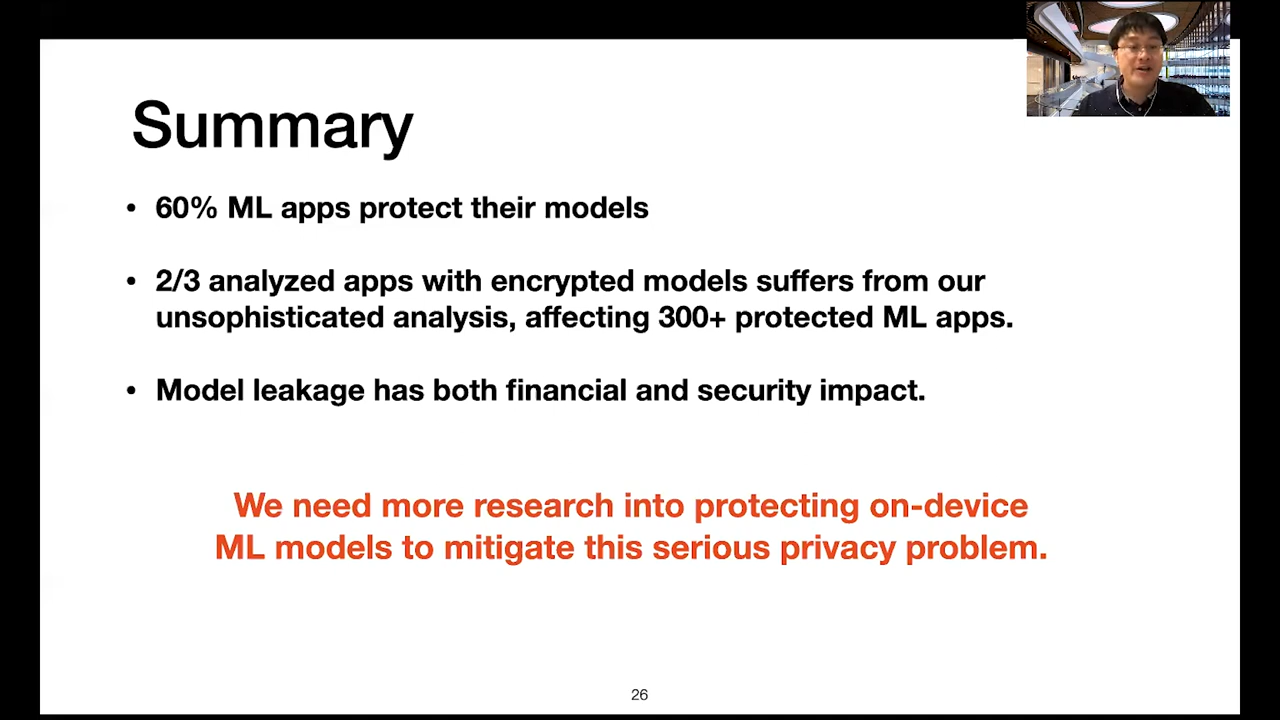 Summary
• 60% ML apps protect their models
• 2/3 analyzed apps with encrypted models suffers from our
unsophisticated analysis, affecting 300+ protected ML apps.
• Model leakage has both financial and security impact.
We need more research into protecting on-device
ML models to mitigate this serious privacy problem.
26